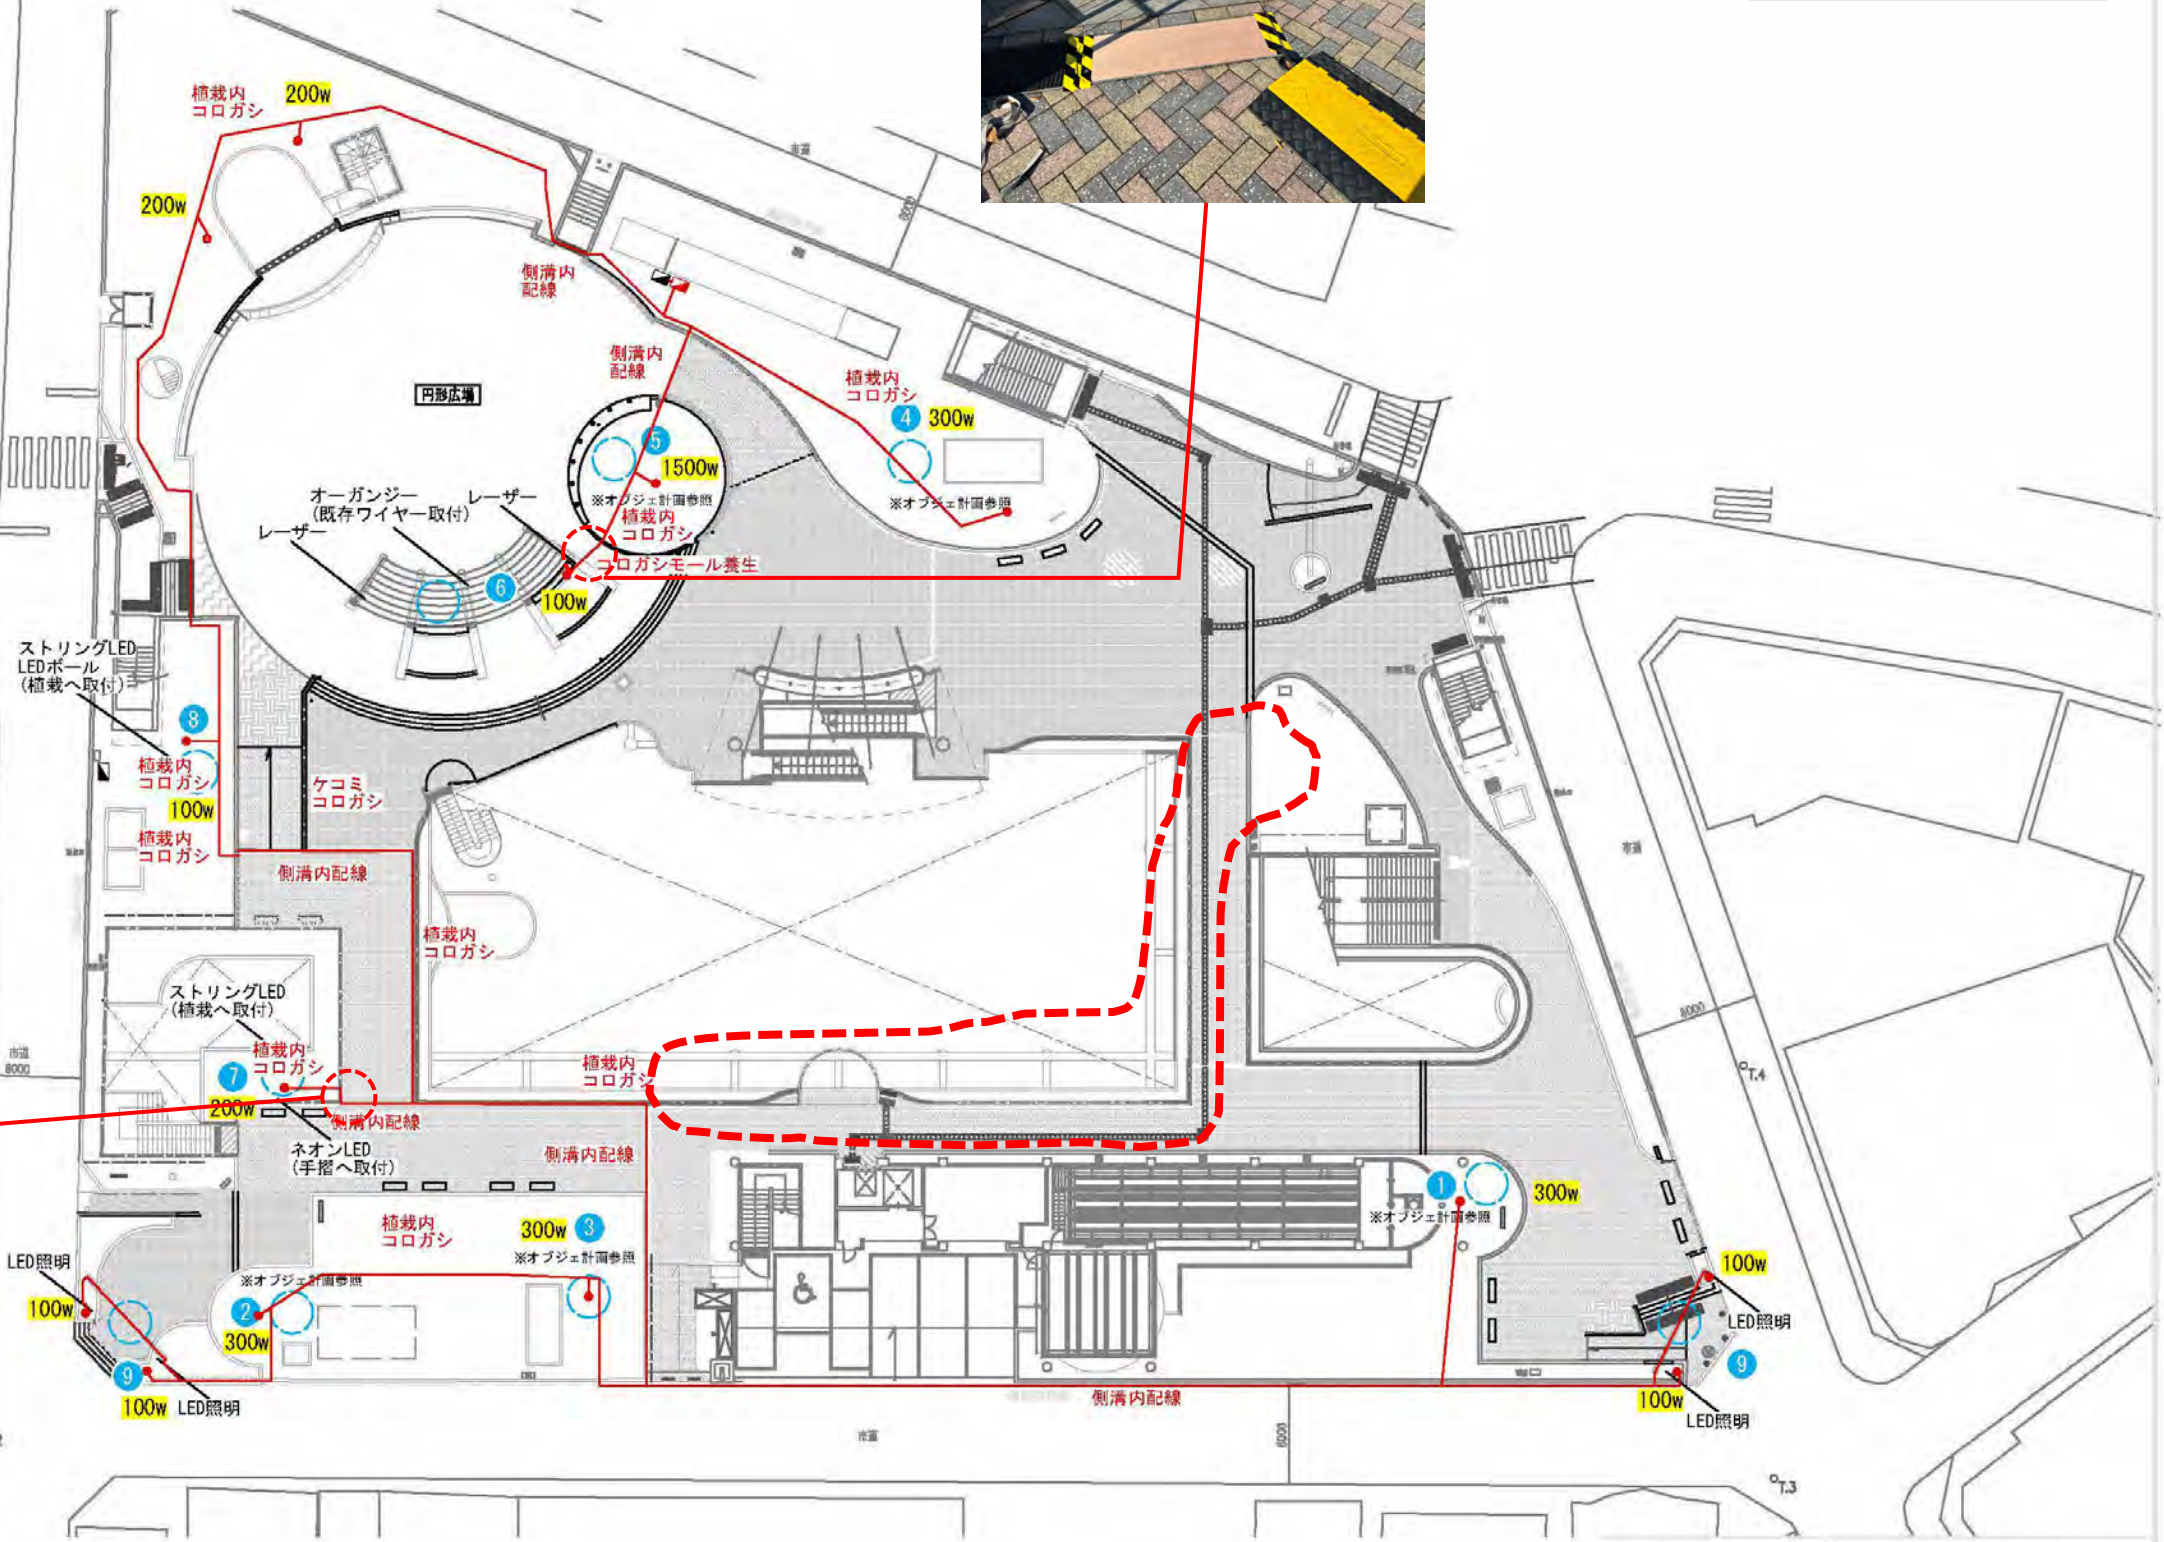 植栽内
コロガシ
200w
200w
市道
8000
側溝内
配線
側溝内
配線
円形広場
植栽内
コロガシ
4
300w
5
1500w
※オブジェ計画参照
※オブジェ計画参照
オーガンジー
(既存ワイヤー取付)
レーザー
レーザー
植栽内
コロガシ
コロガシモール養生
6
100w
ストリングLED
LEDボール
(植栽へ取付)
8
植栽内
コロガシ
100w
植栽内
コロガシ
ケコミ
コロガシ
側溝内配線
市道
植栽内
コロガシ
ストリングLED
(植栽へ取付)
8000
市道
8000
植栽内
コロガシ
7
200w
植栽内
コロガシ
T.4
側溝内配線
ネオンLED
(手摺へ取付)
側溝内配線
植栽内
コロガシ
300w
3
※オブジェ計画参照
1
300w
※オブジェ計画参照
LED照明
100w
※オブジェ計画参照
2
300w
100w
LED照明
9
100w
LED照明
9
100w
LED照明
側溝内配線
市道
6000
T.3